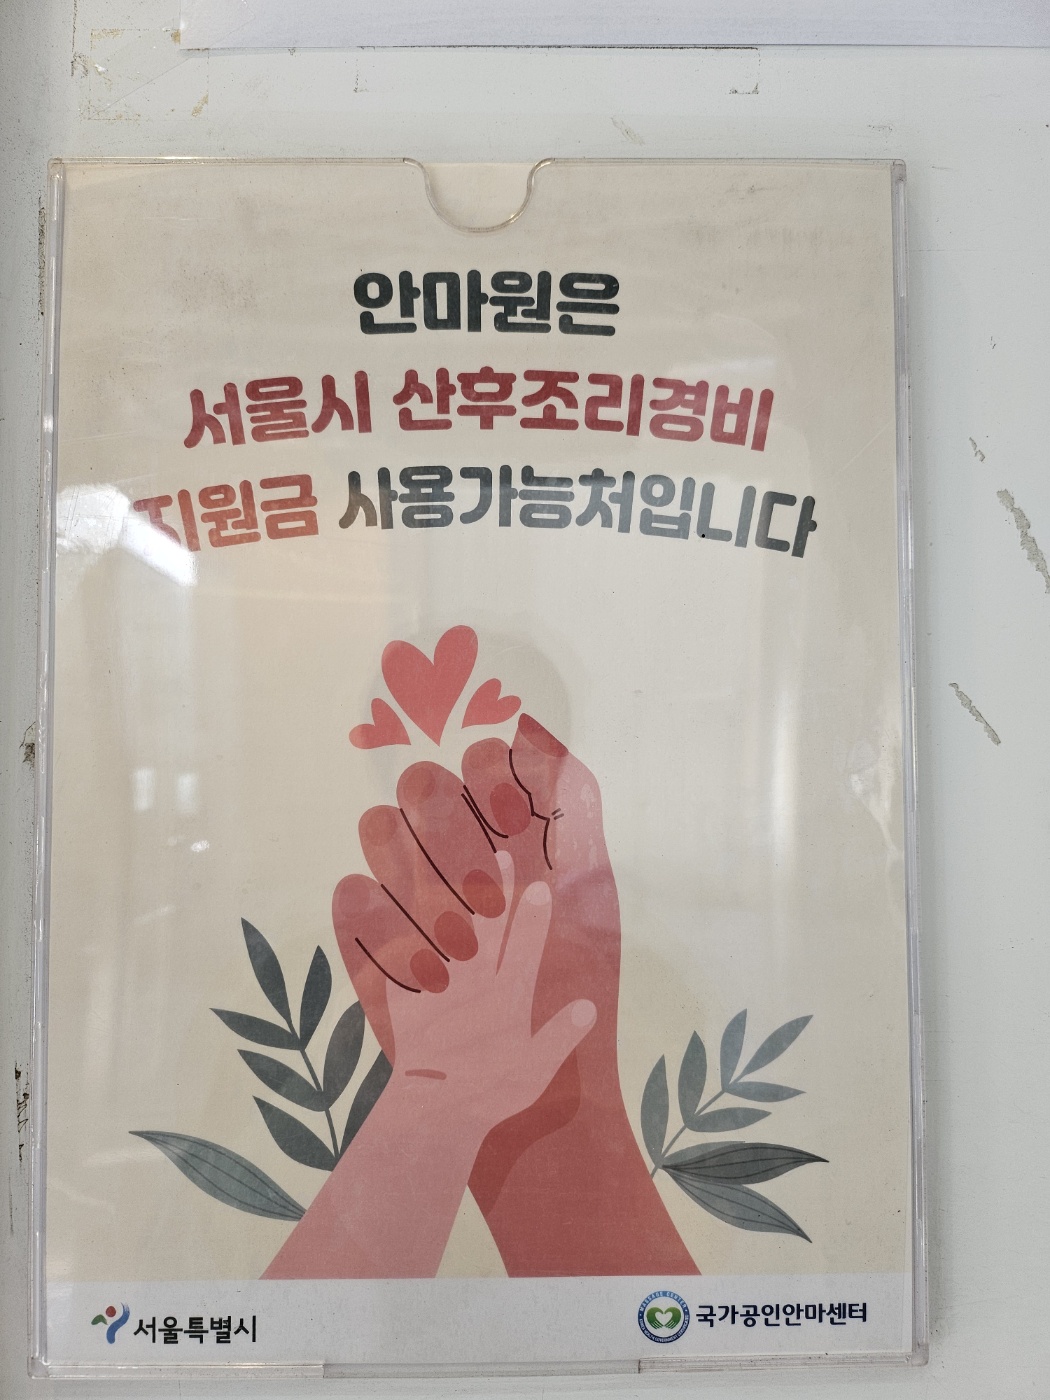 안마원은
서울시 산후조리경비
지원금 사용가능처입니다
서울특별시
국가공인안마센터